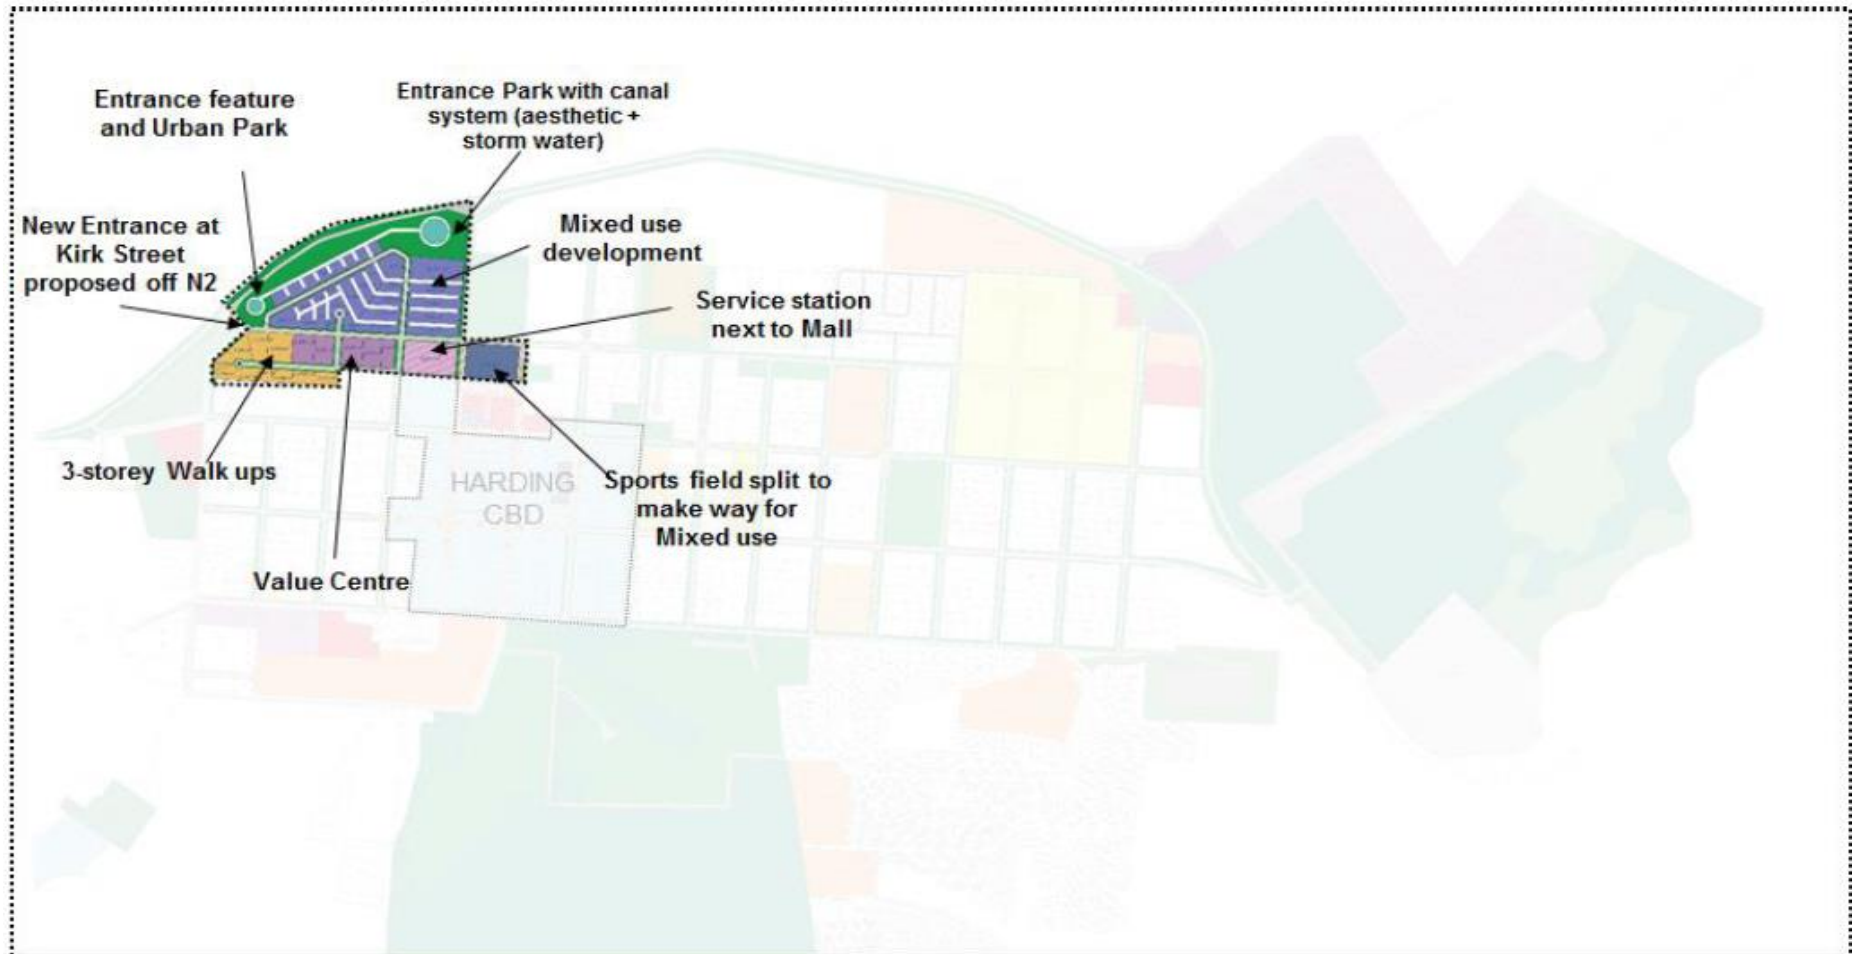 Entrance feature
and Urban Park
Entrance Park with canal
system (aesthetic +
storm water)
New Entrance at
Kirk Street
proposed off N2
Mixed use
development
Service station
next to Mall
3-storey Walk ups
HARDING
CBD
Sports field split to
make way for
Mixed use
Value Centre